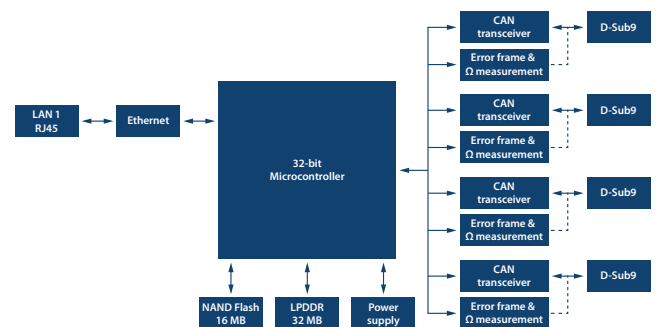 CAN
transceiver
D-Sub9
Error frame &
Ω measurement
LAN 1
RJ45
Ethernet
32-bit
Microcontroller
CAN
transceiver
D-Sub9
Error frame &
Ω measurement
CAN
transceiver
D-Sub9
Error frame &
Ω measurement
CAN
transceiver
D-Sub9
Error frame &
Ω measurement
NAND Flash
16 MB
LPDDR
32 MB
Power
supply